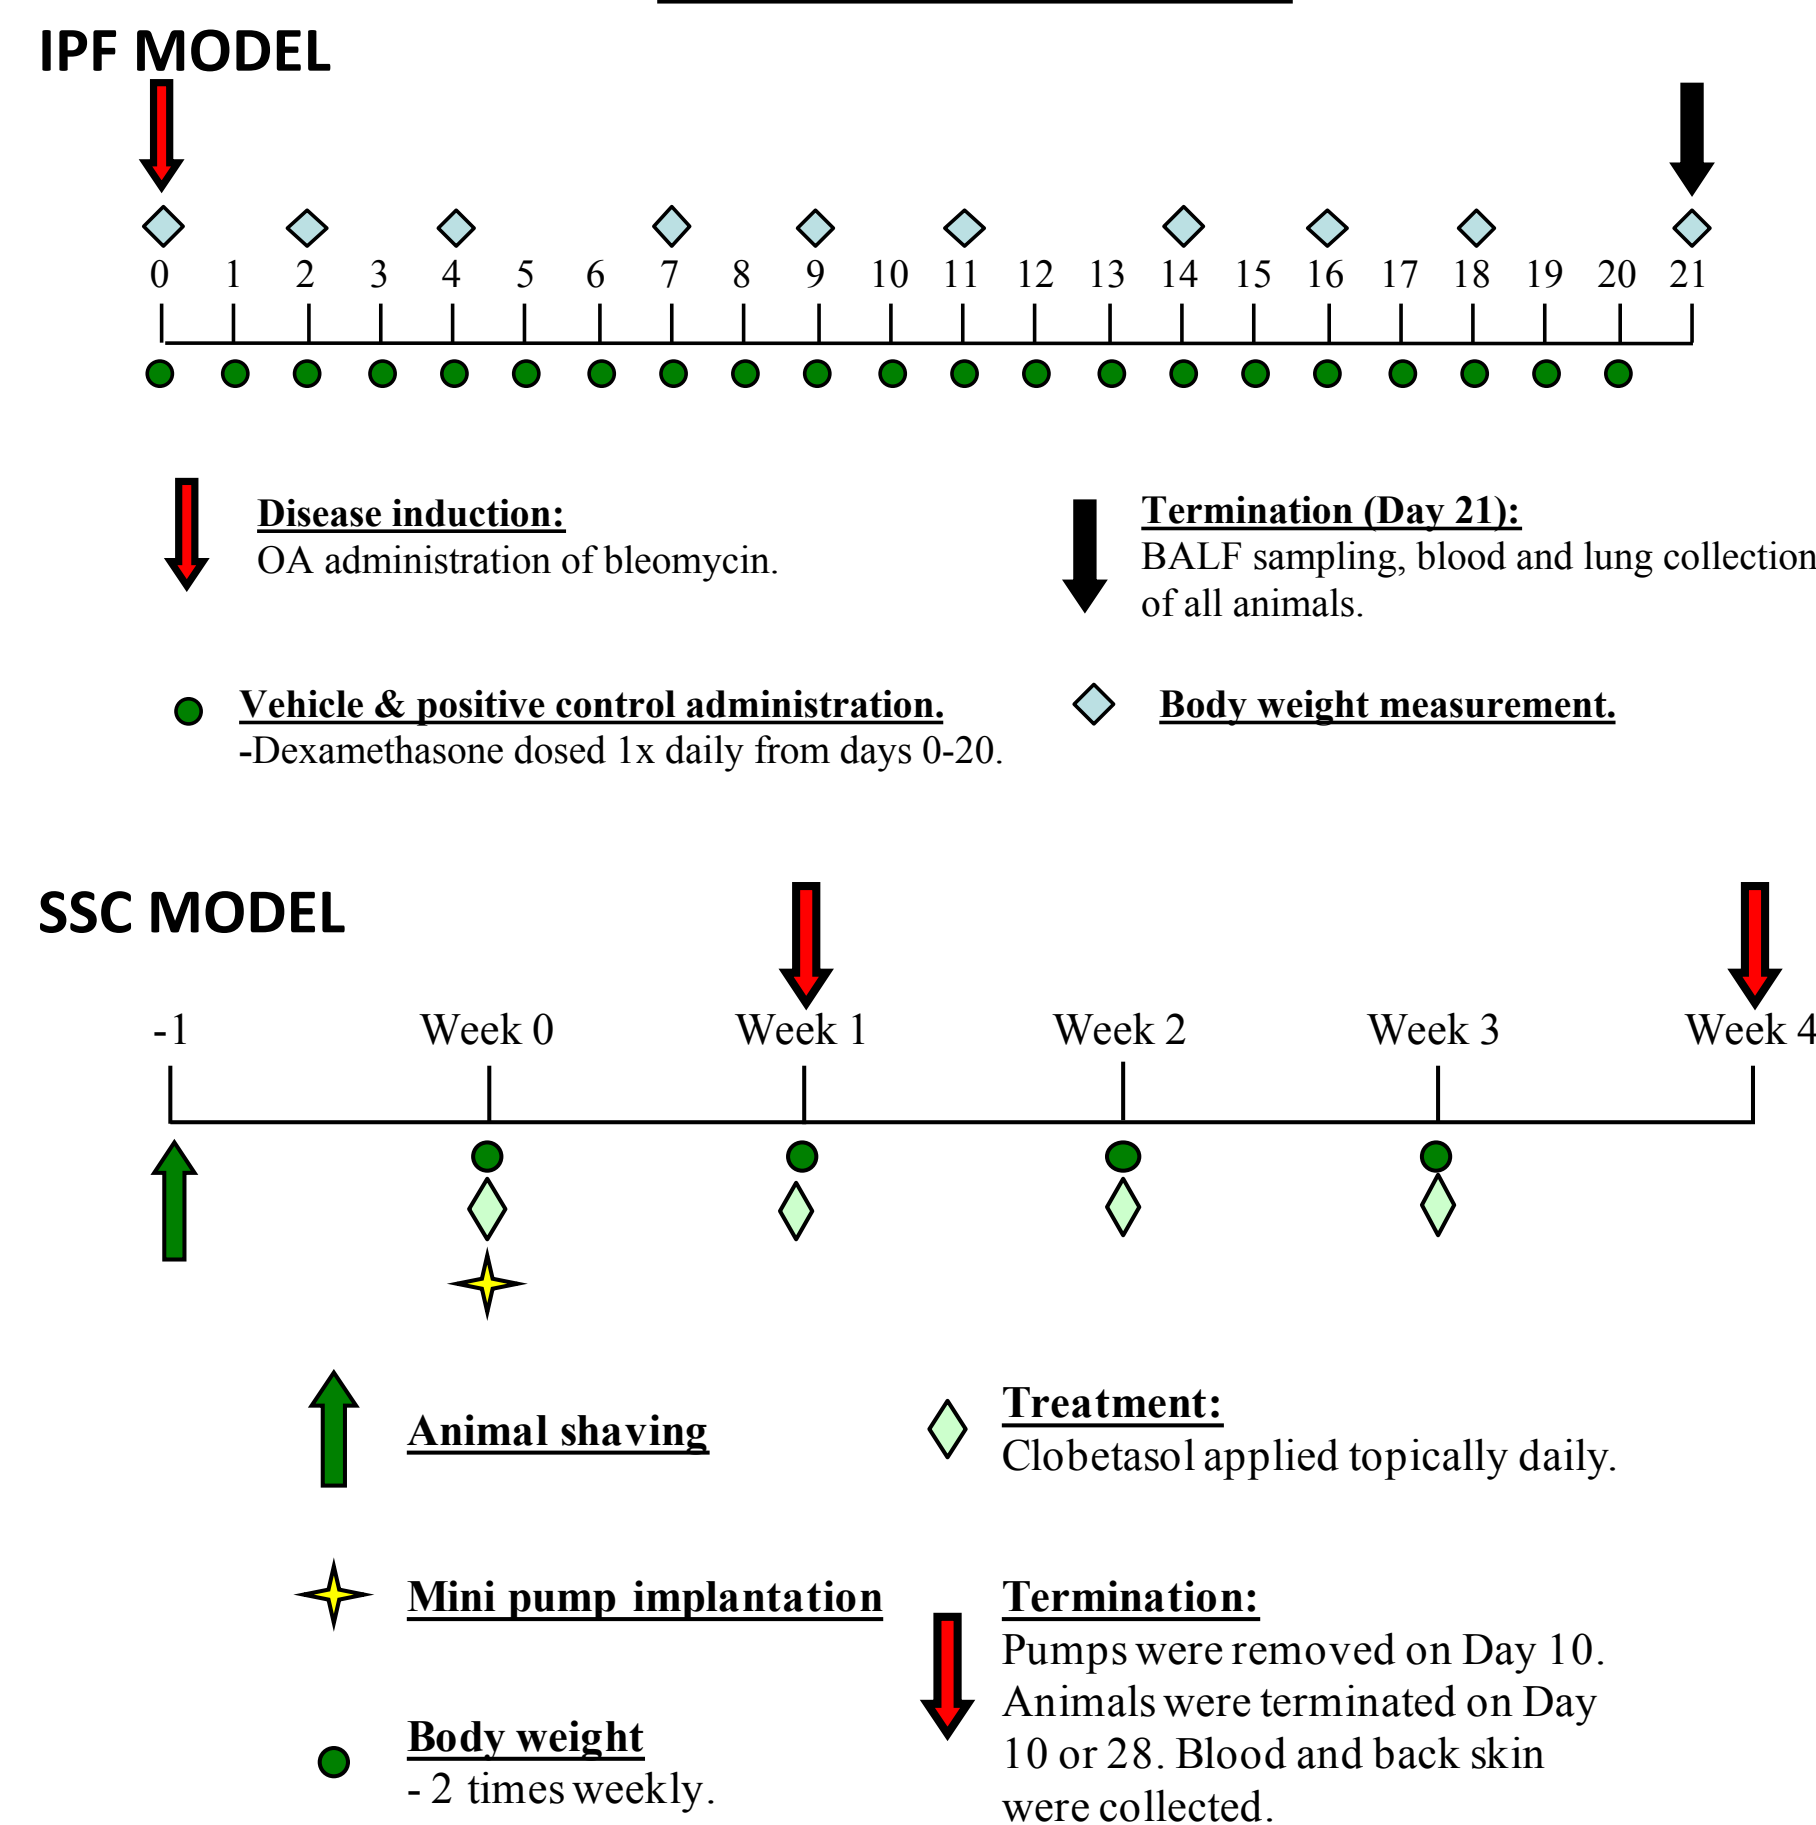 IPF MODEL
0 1 2 3 4 5 6 7 8 9 10 11 12 13 14 15 16 17 18 19 20 21
Disease induction:
OA administration of bleomycin.
Termination (Day 21):
BALF sampling, blood and lung collection
of all animals.
Vehicle & positive control administration.
-Dexamethasone dosed 1x daily from days 0-20.
Body weight measurement.
SSC MODEL
-1 Week 0 Week 1 Week 2 Week 3 Week 4
Animal shaving
Treatment:
Clobetasol applied topically daily.
Mini pump implantation
Termination:
Pumps were removed on Day 10.
Animals were terminated on Day
10 or 28. Blood and back skin
were collected.
Body weight
- 2 times weekly.